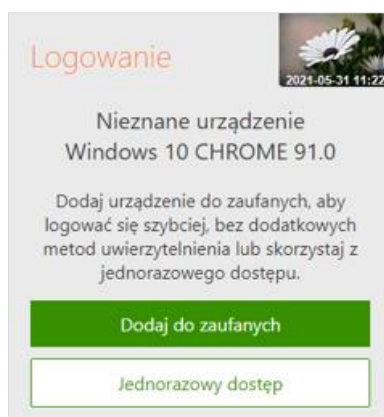 Logowanie
2021-05-31 11:22
Nieznane urządzenie
Windows 10 CHROME 91.0
Dodaj urządzenie do zaufanych, aby
logować się szybciej, bez dodatkowych
metod uwierzytelnienia lub skorzystaj z
jednorazowego dostępu.
Dodaj do zaufanych
Jednorazowy dostęp